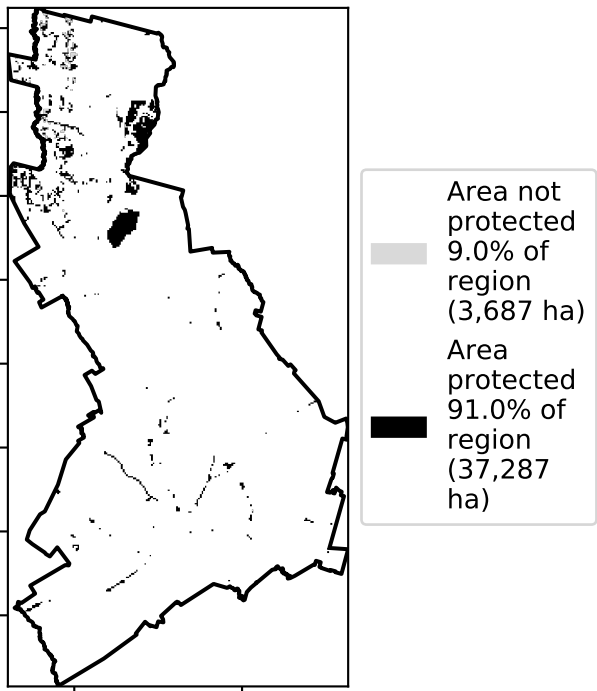 Area not
protected
9.0% of
region
(3,687 ha)
Area
protected
91.0% of
region
(37,287
ha)